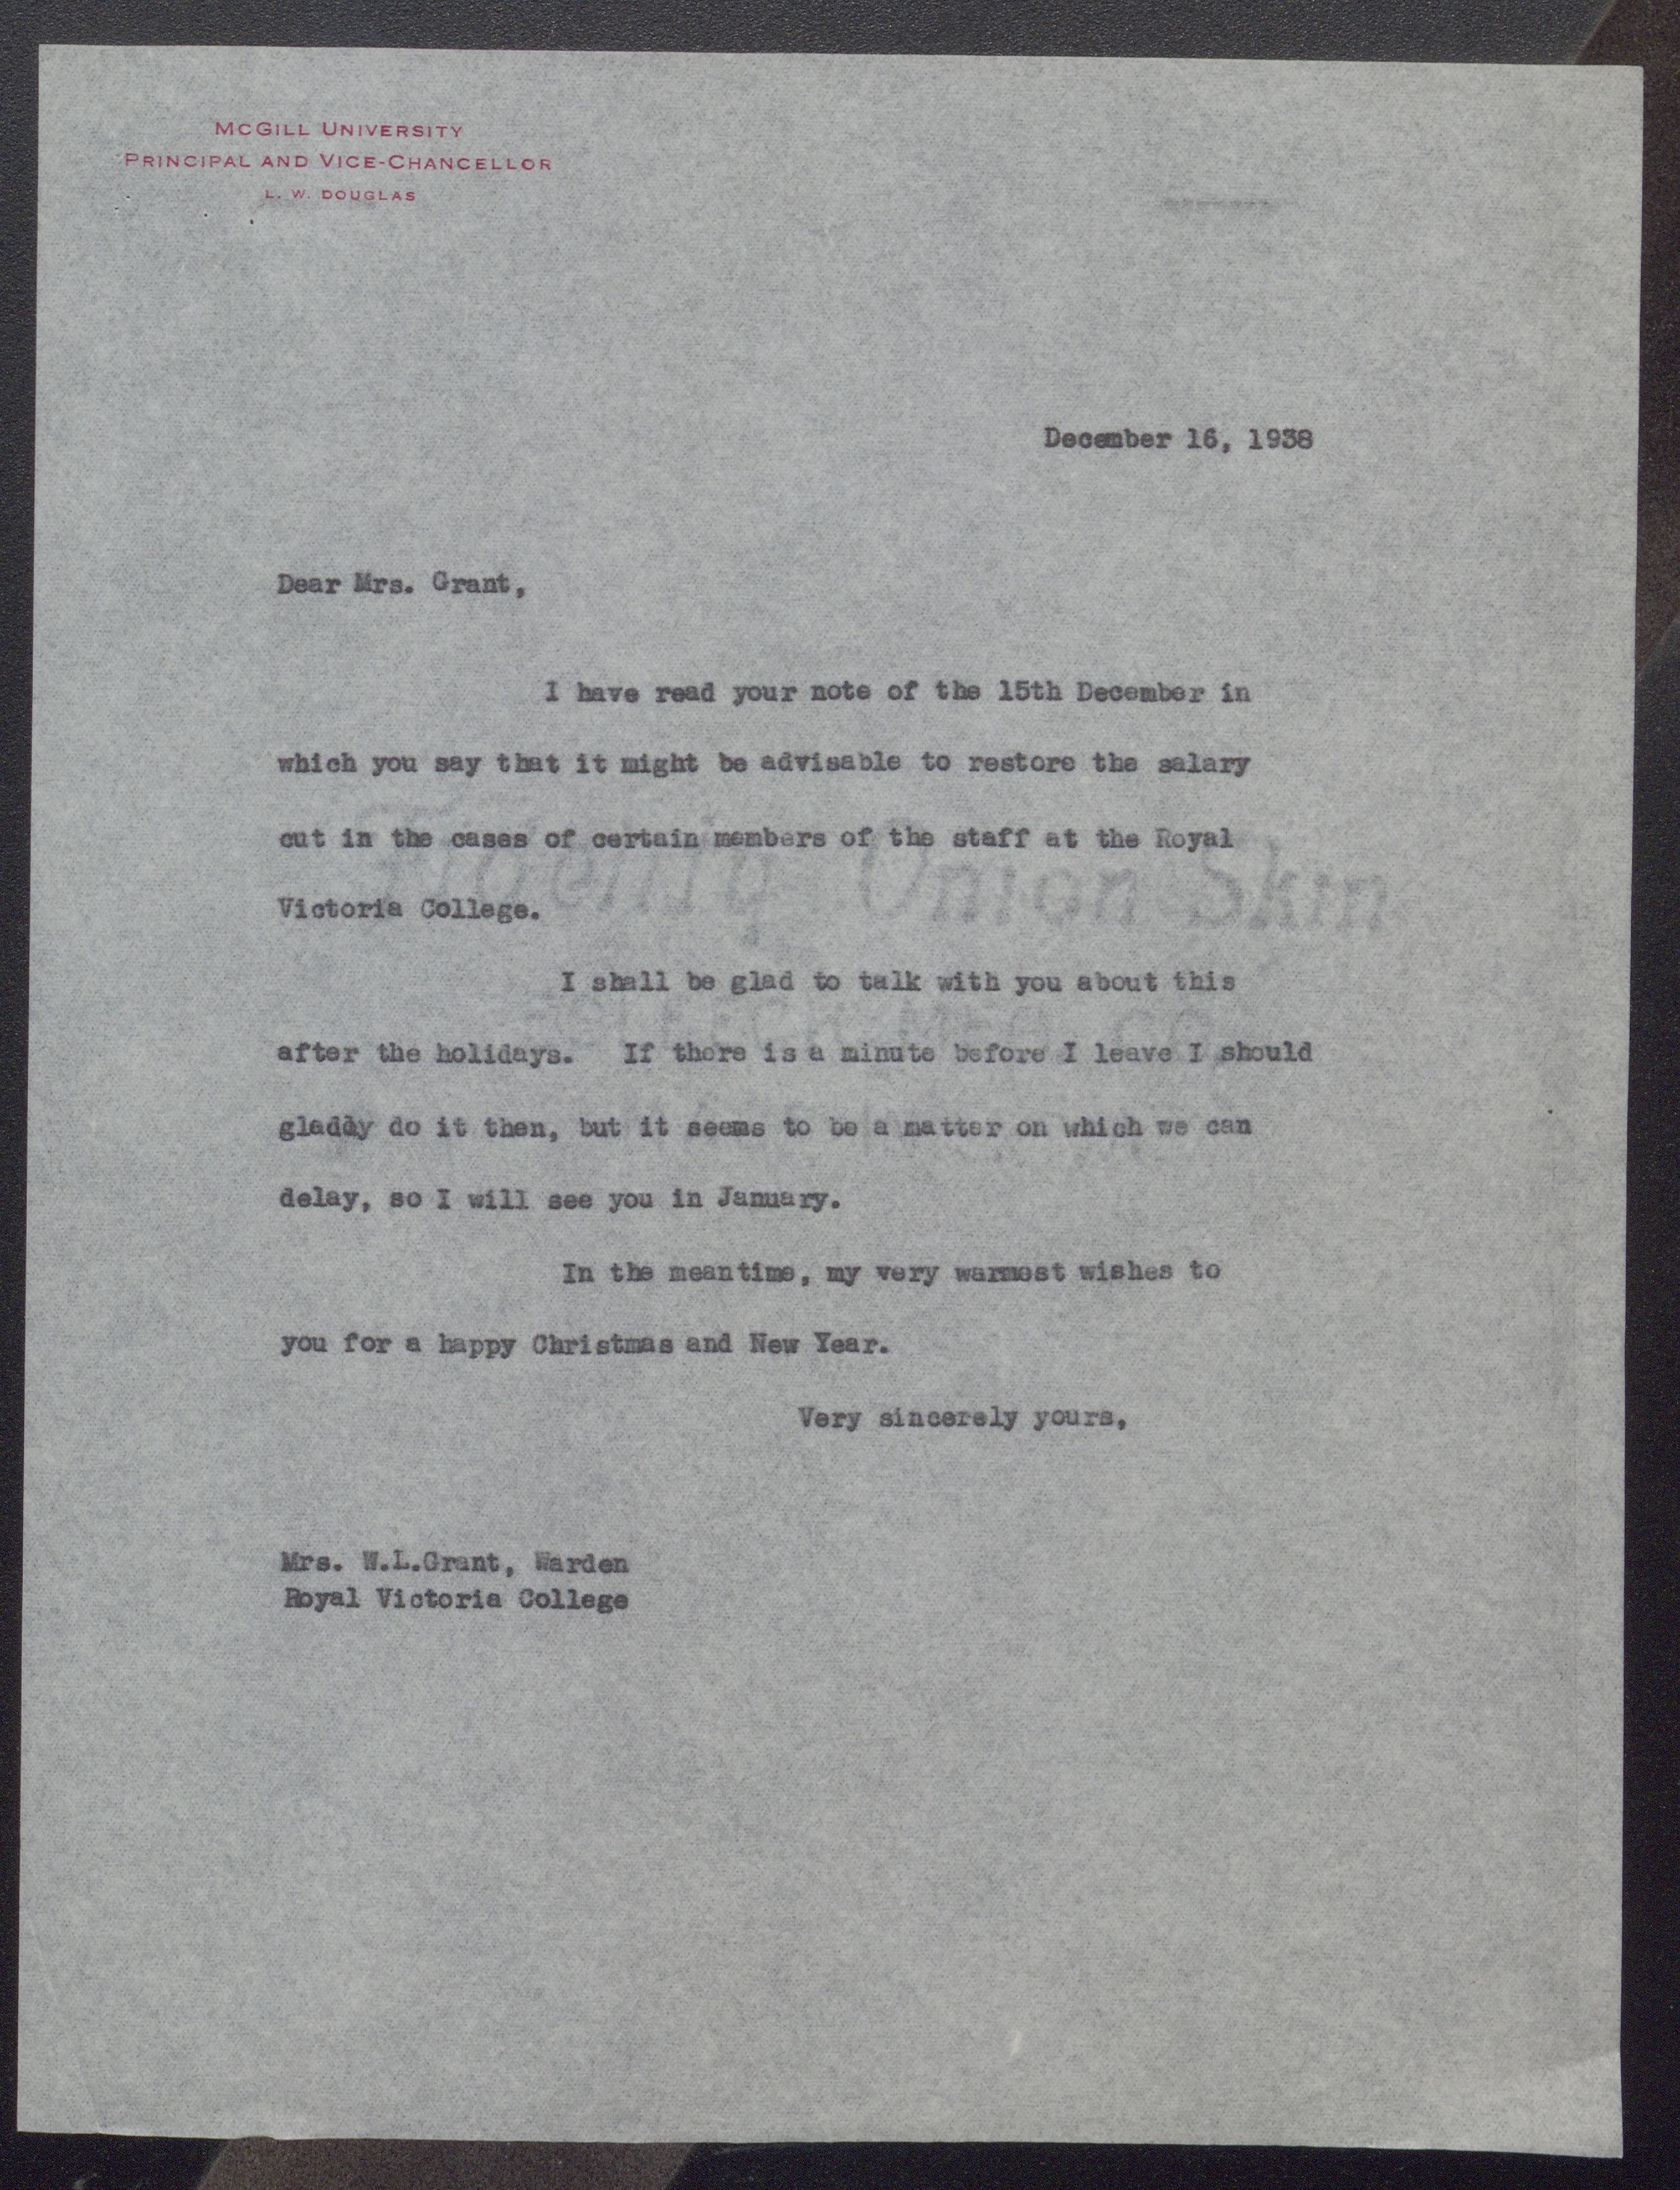 McGill University
Principal and Vice-Chancellor
L. W. Douglas
December 16, 1938
Dear Mrs. Grant,
I have read your note of the 15th December in
which you say that it might be advisable to restore the salary
cut in the cases of certain members of the staff at the Royal
Victoria College.
Union Skin
I shall be glad to talk with you about this
after the holidays. If there is a minute before I leave I should
gladdy do it then, but it seems to be a matter on which we can
delay, so I will see you in January.
In the meantime, my very warmest wishes to
you for a happy Christmas and New Year.
Very sincerely yours,
Mrs. W.L.Grant, Warden
Royal Victoria College